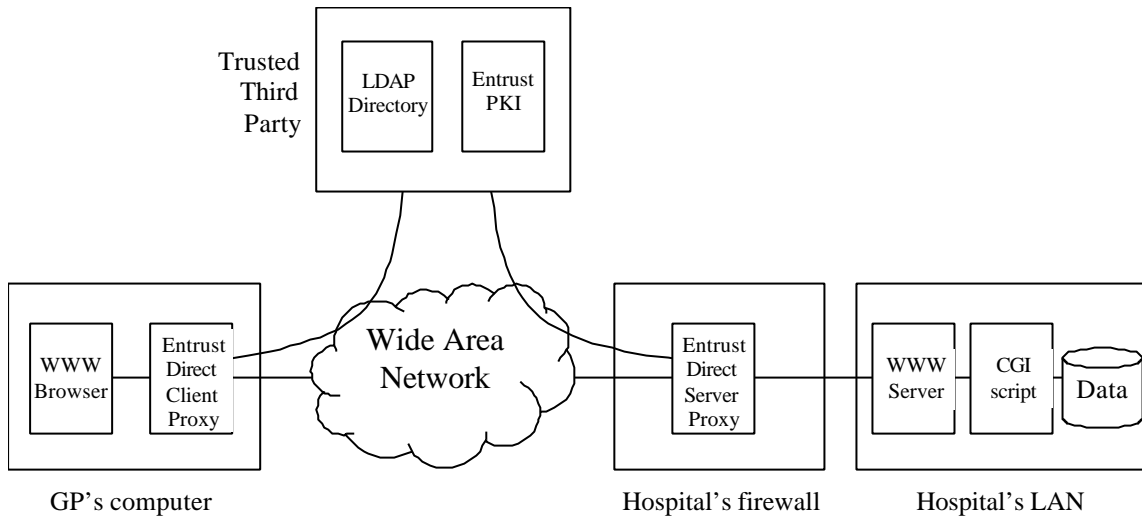 Trusted
Third
Party
LDAP
Directory
Entrust
PKI
WWW
Browser
Entrust
Direct
Client
Proxy
Wide Area
Network
Entrust
Direct
Server
Proxy
WWW
Server
CGI
script
Data
GP's computer
Hospital's firewall
Hospital's LAN